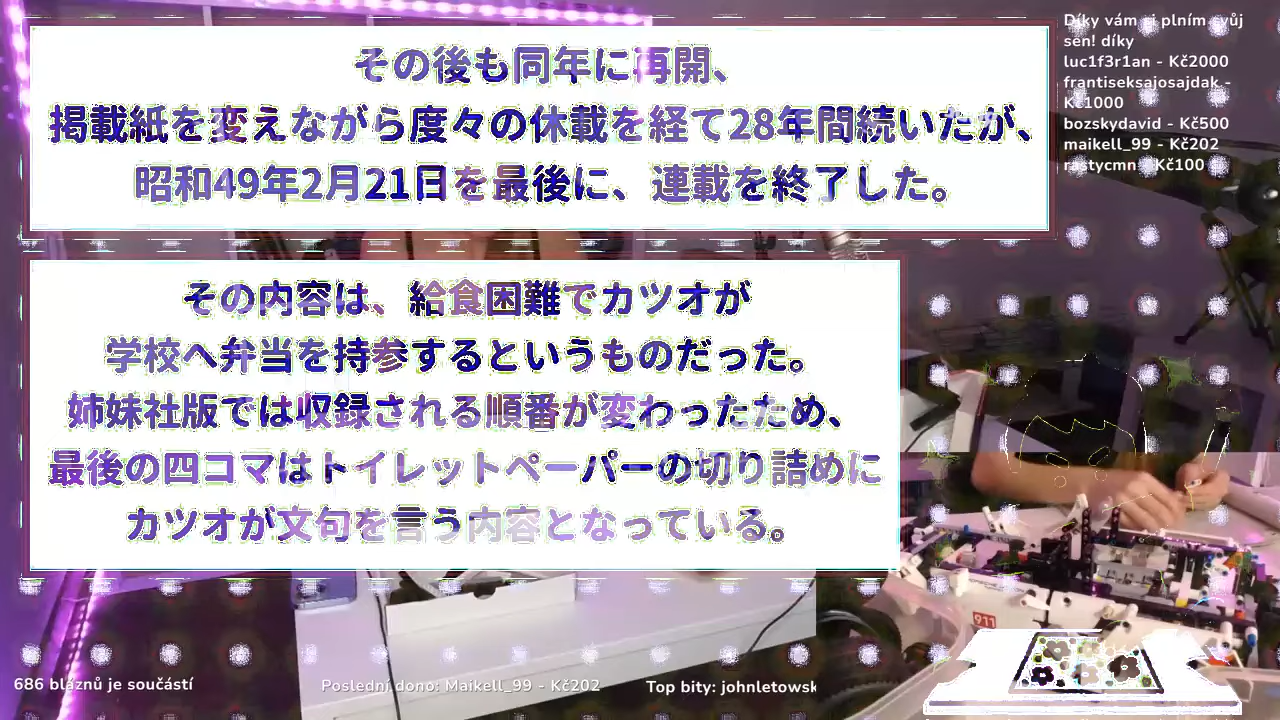 その後も同年に再開、
掲載紙を変えながら度々の休載を経て28年間続いたが、
昭和49年2月21日を最後に、連載を終了した。
その内容は、給食困難でカツオが
学校へ弁当を持参するというものだった。
姉妹社版では収録される順番が変わったため、
最後の四コマはトイレットペーパーの切り詰めに
カツオが文句を言う内容となっている。
Díky vám si plním svůj
sen! díky
luc1f3r1an - Kč2000
frantiseksajosajdak -
Kč1000
bozskydavid - Kč500
maikell_99 - Kč202
rastycmn - Kč100
911
686 bláznů je součástí
Poslední dono: Maikell_99 - Kč202
Top bity: johnletowsk